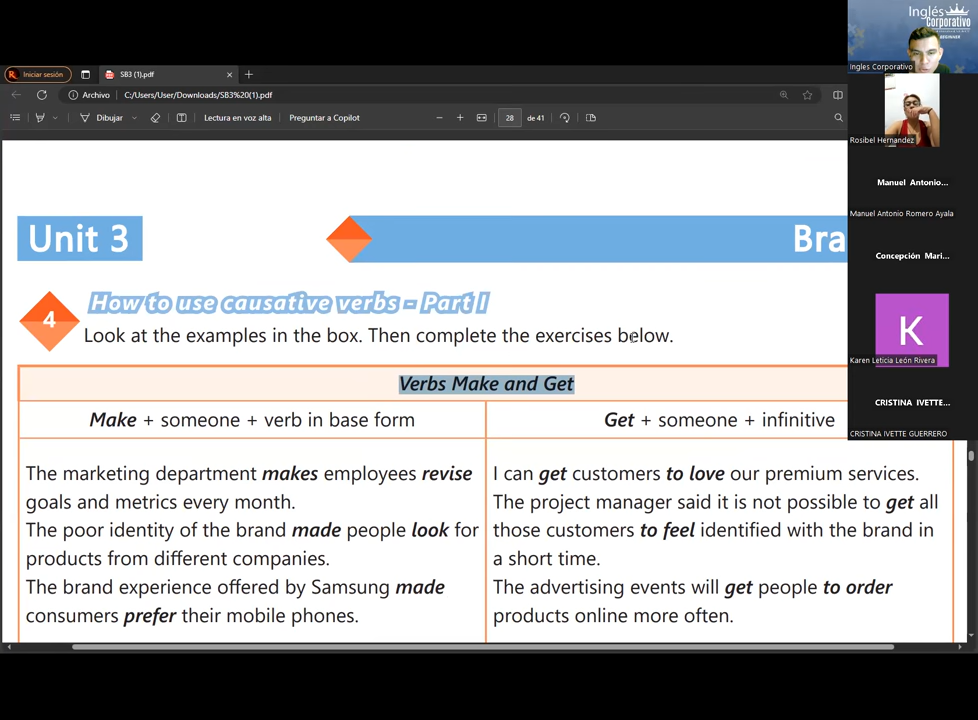 Iniciar sesión
SB3 (1).pdf
Archivo
C:/Users/User/Downloads/SB3%20(1).pdf
Dibujar
Lectura en voz alta
Preguntar a Copilot
28
de 41
Unit 3
Bra
4
How to use causative verbs - Part I
Look at the examples in the box. Then complete the exercises below.
Verbs Make and Get
Make + someone + verb in base form
The marketing department makes employees revise
goals and metrics every month.
The poor identity of the brand made people look for
products from different companies.
The brand experience offered by Samsung made
consumers prefer their mobile phones.
Get + someone + infinitive
I can get customers to love our premium services.
The project manager said it is not possible to get all
those customers to feel identified with the brand in
a short time.
The advertising events will get people to order
products online more often.
Inglés
Corporativo
BEGINNER
Ingles Corporativo
Rosibel Hernandez
Manuel Antonio...
Manuel Antonio Romero Ayala
Concepción Mari...
K
Karen Leticia León Rivera
CRISTINA IVETTE...
CRISTINA IVETTE GUERRERO